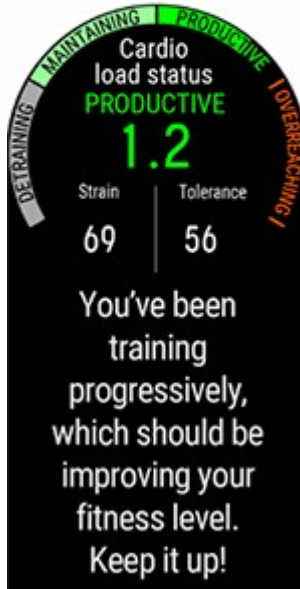 DETRAINING
MAINTAINING
PRODUCTIVE
OVERREACHING
Cardio
load status
PRODUCTIVE
1.2
Strain
Tolerance
69
56
You've been
training
progressively,
which should be
improving your
fitness level.
Keep it up!